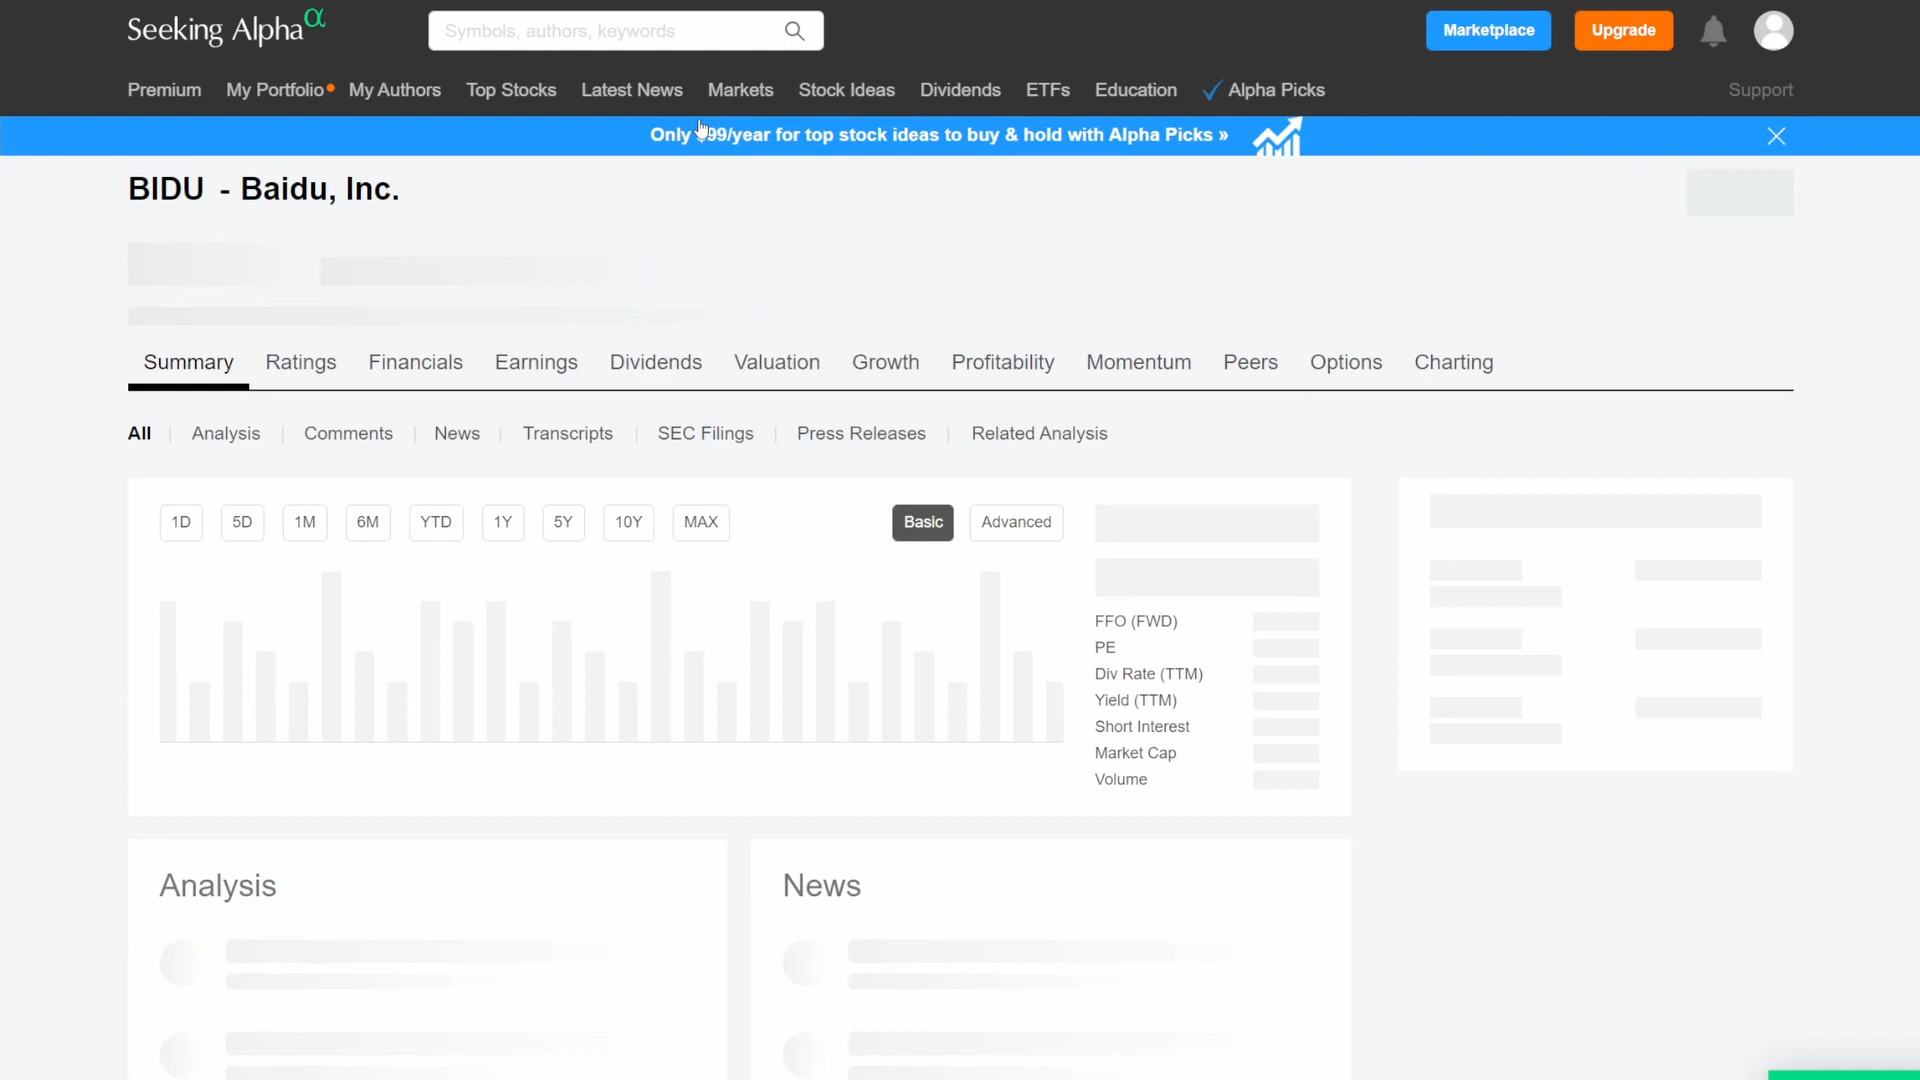 Seeking Alpha α
Symbols, authors, keywords
Marketplace
Upgrade
Premium My Portfolio My Authors Top Stocks Latest News Markets Stock Ideas Dividends ETFs Education Alpha Picks Support
Only 99/year for top stock ideas to buy & hold with Alpha Picks »
BIDU - Baidu, Inc.
Summary Ratings Financials Earnings Dividends Valuation Growth Profitability Momentum Peers Options Charting
All | Analysis | Comments | News | Transcripts | SEC Filings | Press Releases | Related Analysis
1D 5D 1M 6M YTD 1Y 5Y 10Y MAX Basic Advanced
FFO (FWD)
PE
Div Rate (TTM)
Yield (TTM)
Short Interest
Market Cap
Volume
Analysis
News